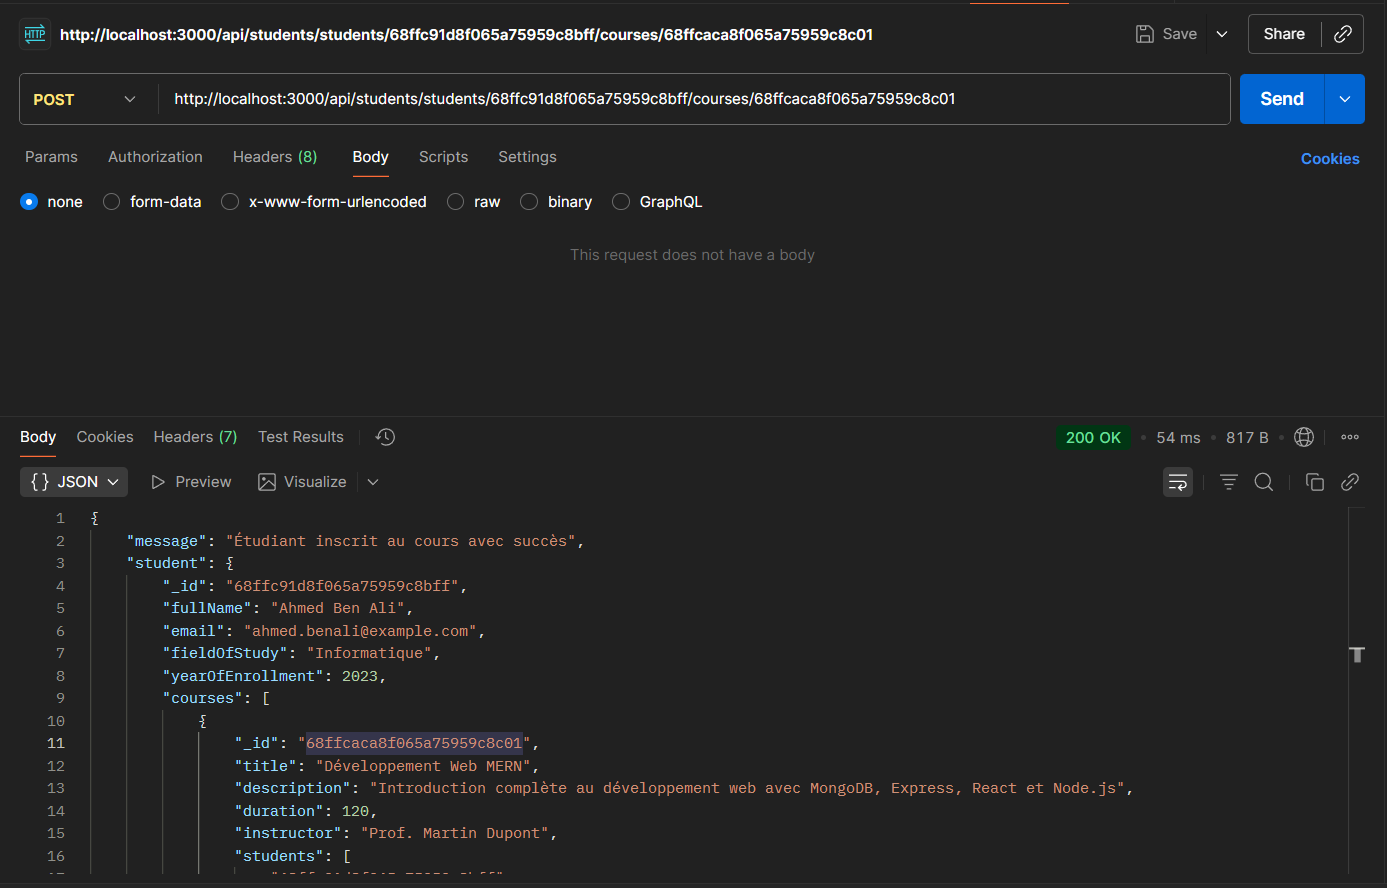 HTTP http://localhost:3000/api/students/students/68ffc91d8f065a75959c8bff/courses/68ffcaca8f065a75959c8c01 Save Share
POST http://localhost:3000/api/students/students/68ffc91d8f065a75959c8bff/courses/68ffcaca8f065a75959c8c01 Send
Params Authorization Headers (8) Body Scripts Settings Cookies
none form-data x-www-form-urlencoded raw binary GraphQL
This request does not have a body
Body Cookies Headers (7) Test Results 200 OK • 54 ms • 817 B •
{} JSON Preview Visualize
1 {
2 "message": "Étudiant inscrit au cours avec succès",
3 "student": {
4 "_id": "68ffc91d8f065a75959c8bff",
5 "fullName": "Ahmed Ben Ali",
6 "email": "ahmed.benali@example.com",
7 "fieldOfStudy": "Informatique",
8 "yearOfEnrollment": 2023,
9 "courses": [
10 {
11 "_id": "68ffcaca8f065a75959c8c01",
12 "title": "Développement Web MERN",
13 "description": "Introduction complète au développement web avec MongoDB, Express, React et Node.js",
14 "duration": 120,
15 "instructor": "Prof. Martin Dupont",
16 "students": [